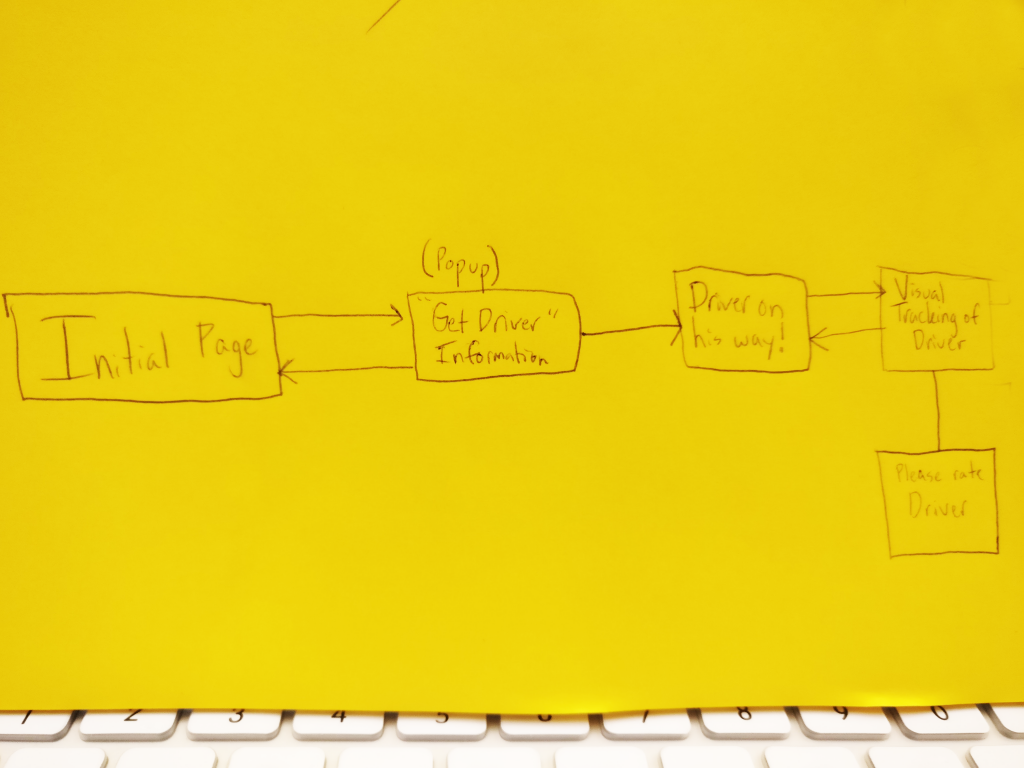 (Popup)
Initial Page
"Get Driver"
Information
Driver on
his way!
Visual
Tracking of
Driver
Please rate
Driver
1 2 3 4 5 6 7 8 9 0